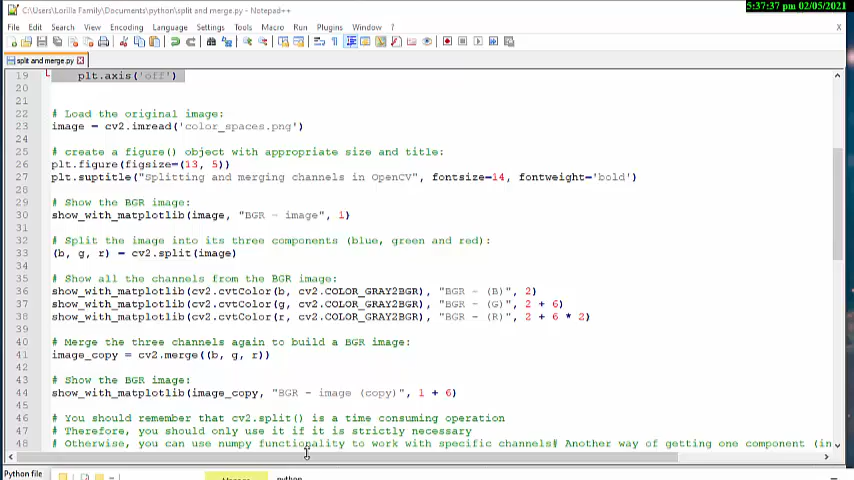 5:37:37 pm 02/05/2021
C:\Users\Lorilla Family\Documents\python\split and merge.py - Notepad++
File Edit Search View Encoding Language Settings Tools Macro Run Plugins Window ? X
split and merge.py
19 plt.axis('off')
20
21
22 # Load the original image:
23 image = cv2.imread('color_spaces.png')
24
25 # create a figure() object with appropriate size and title:
26 plt.figure(figsize=(13, 5))
27 plt.suptitle("Splitting and merging channels in OpenCV", fontsize=14, fontweight='bold')
28
29 # Show the BGR image:
30 show_with_matplotlib(image, "BGR - image", 1)
31
32 # Split the image into its three components (blue, green and red):
33 (b, g, r) = cv2.split(image)
34
35 # Show all the channels from the BGR image:
36 show_with_matplotlib(cv2.cvtColor(b, cv2.COLOR_GRAY2BGR), "BGR - (B)", 2)
37 show_with_matplotlib(cv2.cvtColor(g, cv2.COLOR_GRAY2BGR), "BGR - (G)", 2 + 6)
38 show_with_matplotlib(cv2.cvtColor(r, cv2.COLOR_GRAY2BGR), "BGR - (R)", 2 + 6 * 2)
39
40 # Merge the three channels again to build a BGR image:
41 image_copy = cv2.merge((b, g, r))
42
43 # Show the BGR image:
44 show_with_matplotlib(image_copy, "BGR - image (copy)", 1 + 6)
45
46 # You should remember that cv2.split() is a time consuming operation
47 # Therefore, you should only use it if it is strictly necessary
48 # Otherwise, you can use numpy functionality to work with specific channels# Another way of getting one component (in
Python file
python